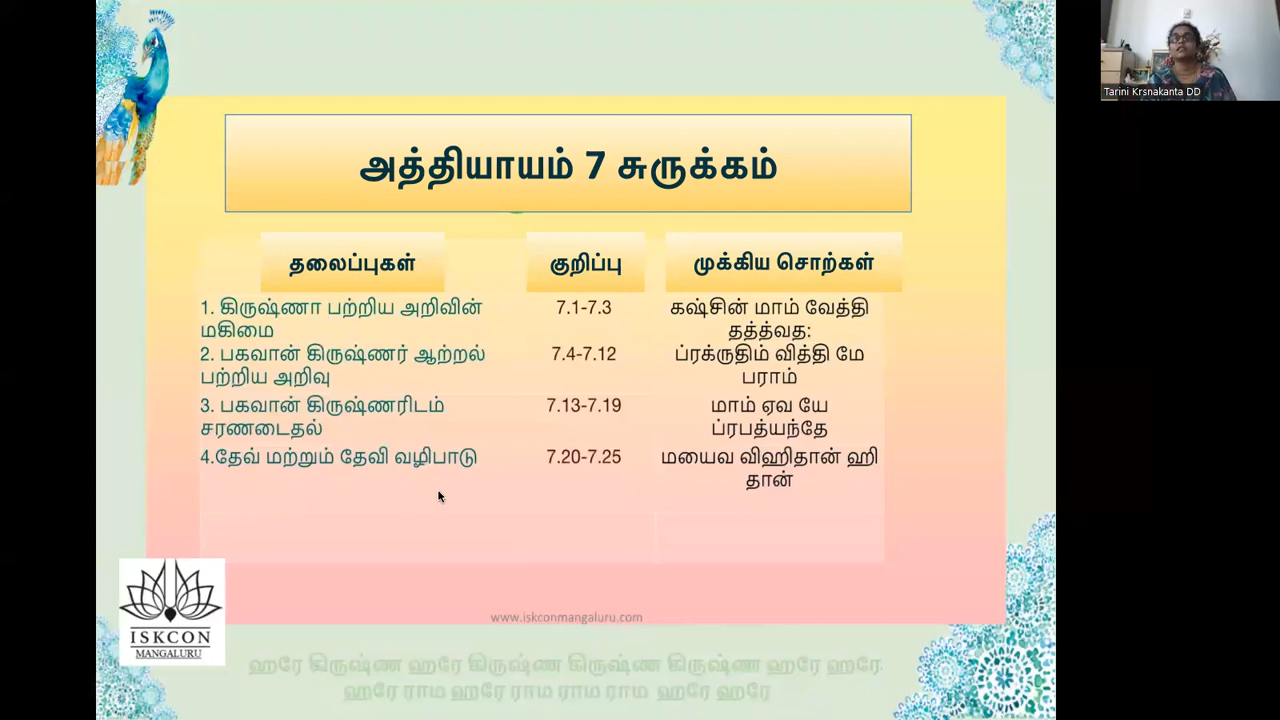 Tarini Krsnakanta DD
அத்தியாயம் 7 சுருக்கம்
தலைப்புகள் குறிப்பு முக்கிய சொற்கள்
1. கிருஷ்ணா பற்றிய அறிவின் 7.1-7.3 கஷ்சின் மாம் வேத்தி
மகிமை தத்த்வத:
2. பகவான் கிருஷ்ணர் ஆற்றல் 7.4-7.12 ப்ரக்ருதிம் வித்தி மே
பற்றிய அறிவு பராம்
3. பகவான் கிருஷ்ணரிடம் 7.13-7.19 மாம் ஏவ யே
சரணடைதல் ப்ரபத்யந்தே
4.தேவ் மற்றும் தேவி வழிபாடு 7.20-7.25 மயைவ விஹிதான் ஹி
தான்
www.iskconmangaluru.com
ISKCON
MANGALURU
ஹரே கிருஷ்ண ஹரே கிருஷ்ண கிருஷ்ண கிருஷ்ண ஹரே ஹரே
ஹரே ராம ஹரே ராம ராம ராம ஹரே ஹரே